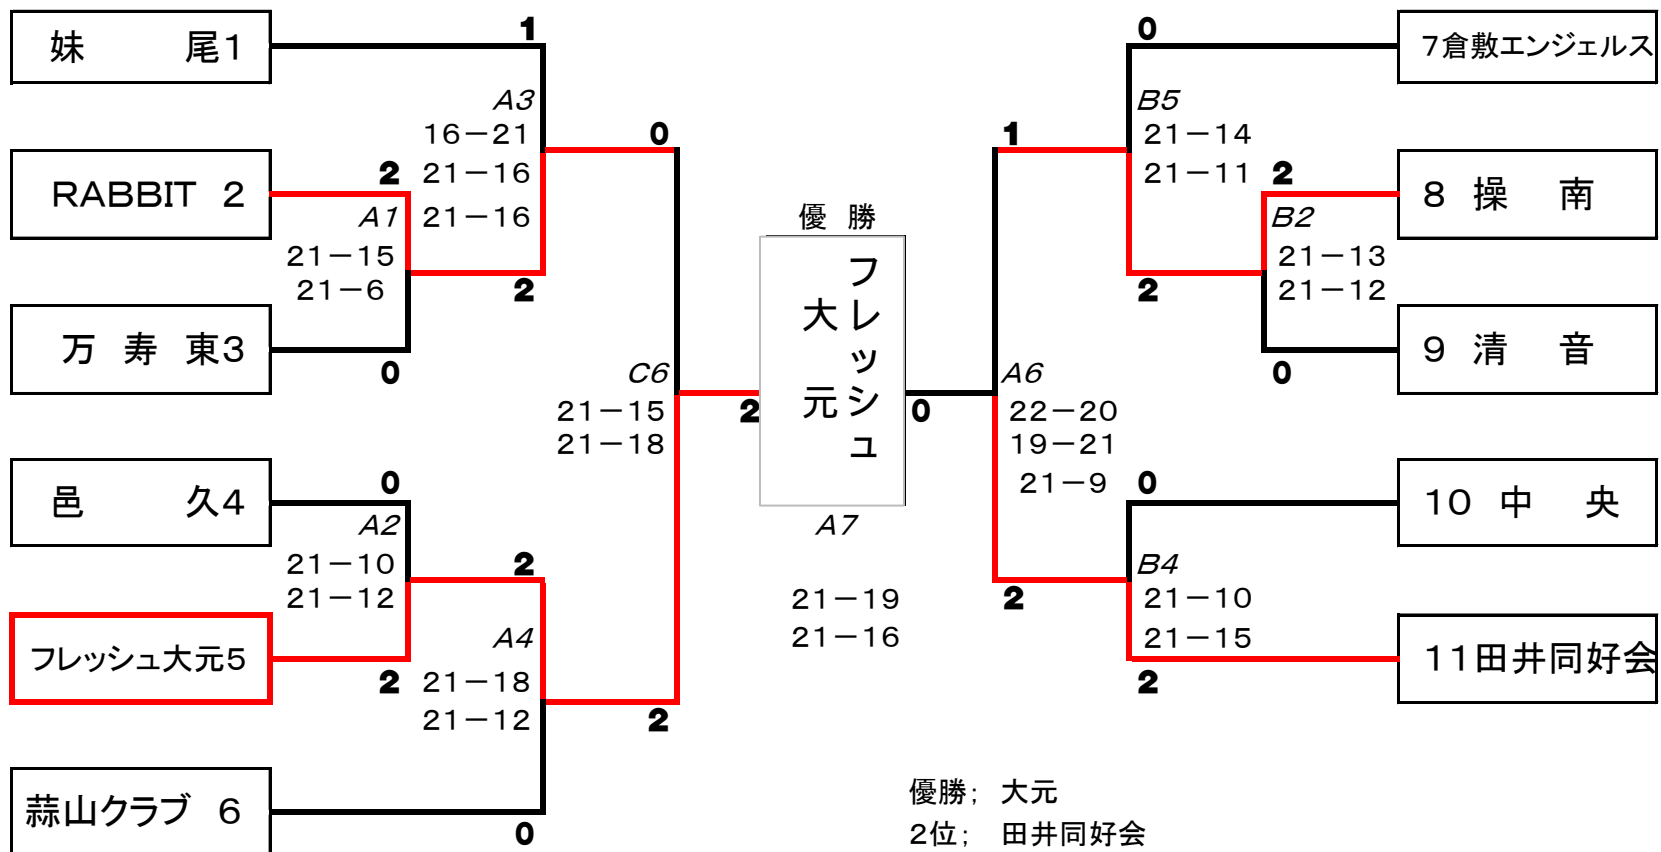 妹　尾1
1
A3
16－21
21－16
21－16
RABBIT 2
2
A1
21－15
21－6
2
万 寿 東3
0
0
C6
21－15
21－18
邑　久4
0
A2
21－10
21－12
フレッシュ大元5
2
2
A4
21－18
21－12
2
蒜山クラブ 6
0
優 勝
フレッシュ
大　元
2
0
A7
21－19
21－16
0
7倉敷エンジェルス
B5
21－14
21－11
1
2
8 操　南
B2
21－13
21－12
2
9 清　音
0
A6
22－20
19－21
21－9
0
10 中　央
B4
21－10
21－15
2
11田井同好会
2
優勝； 大元
2位； 田井同好会